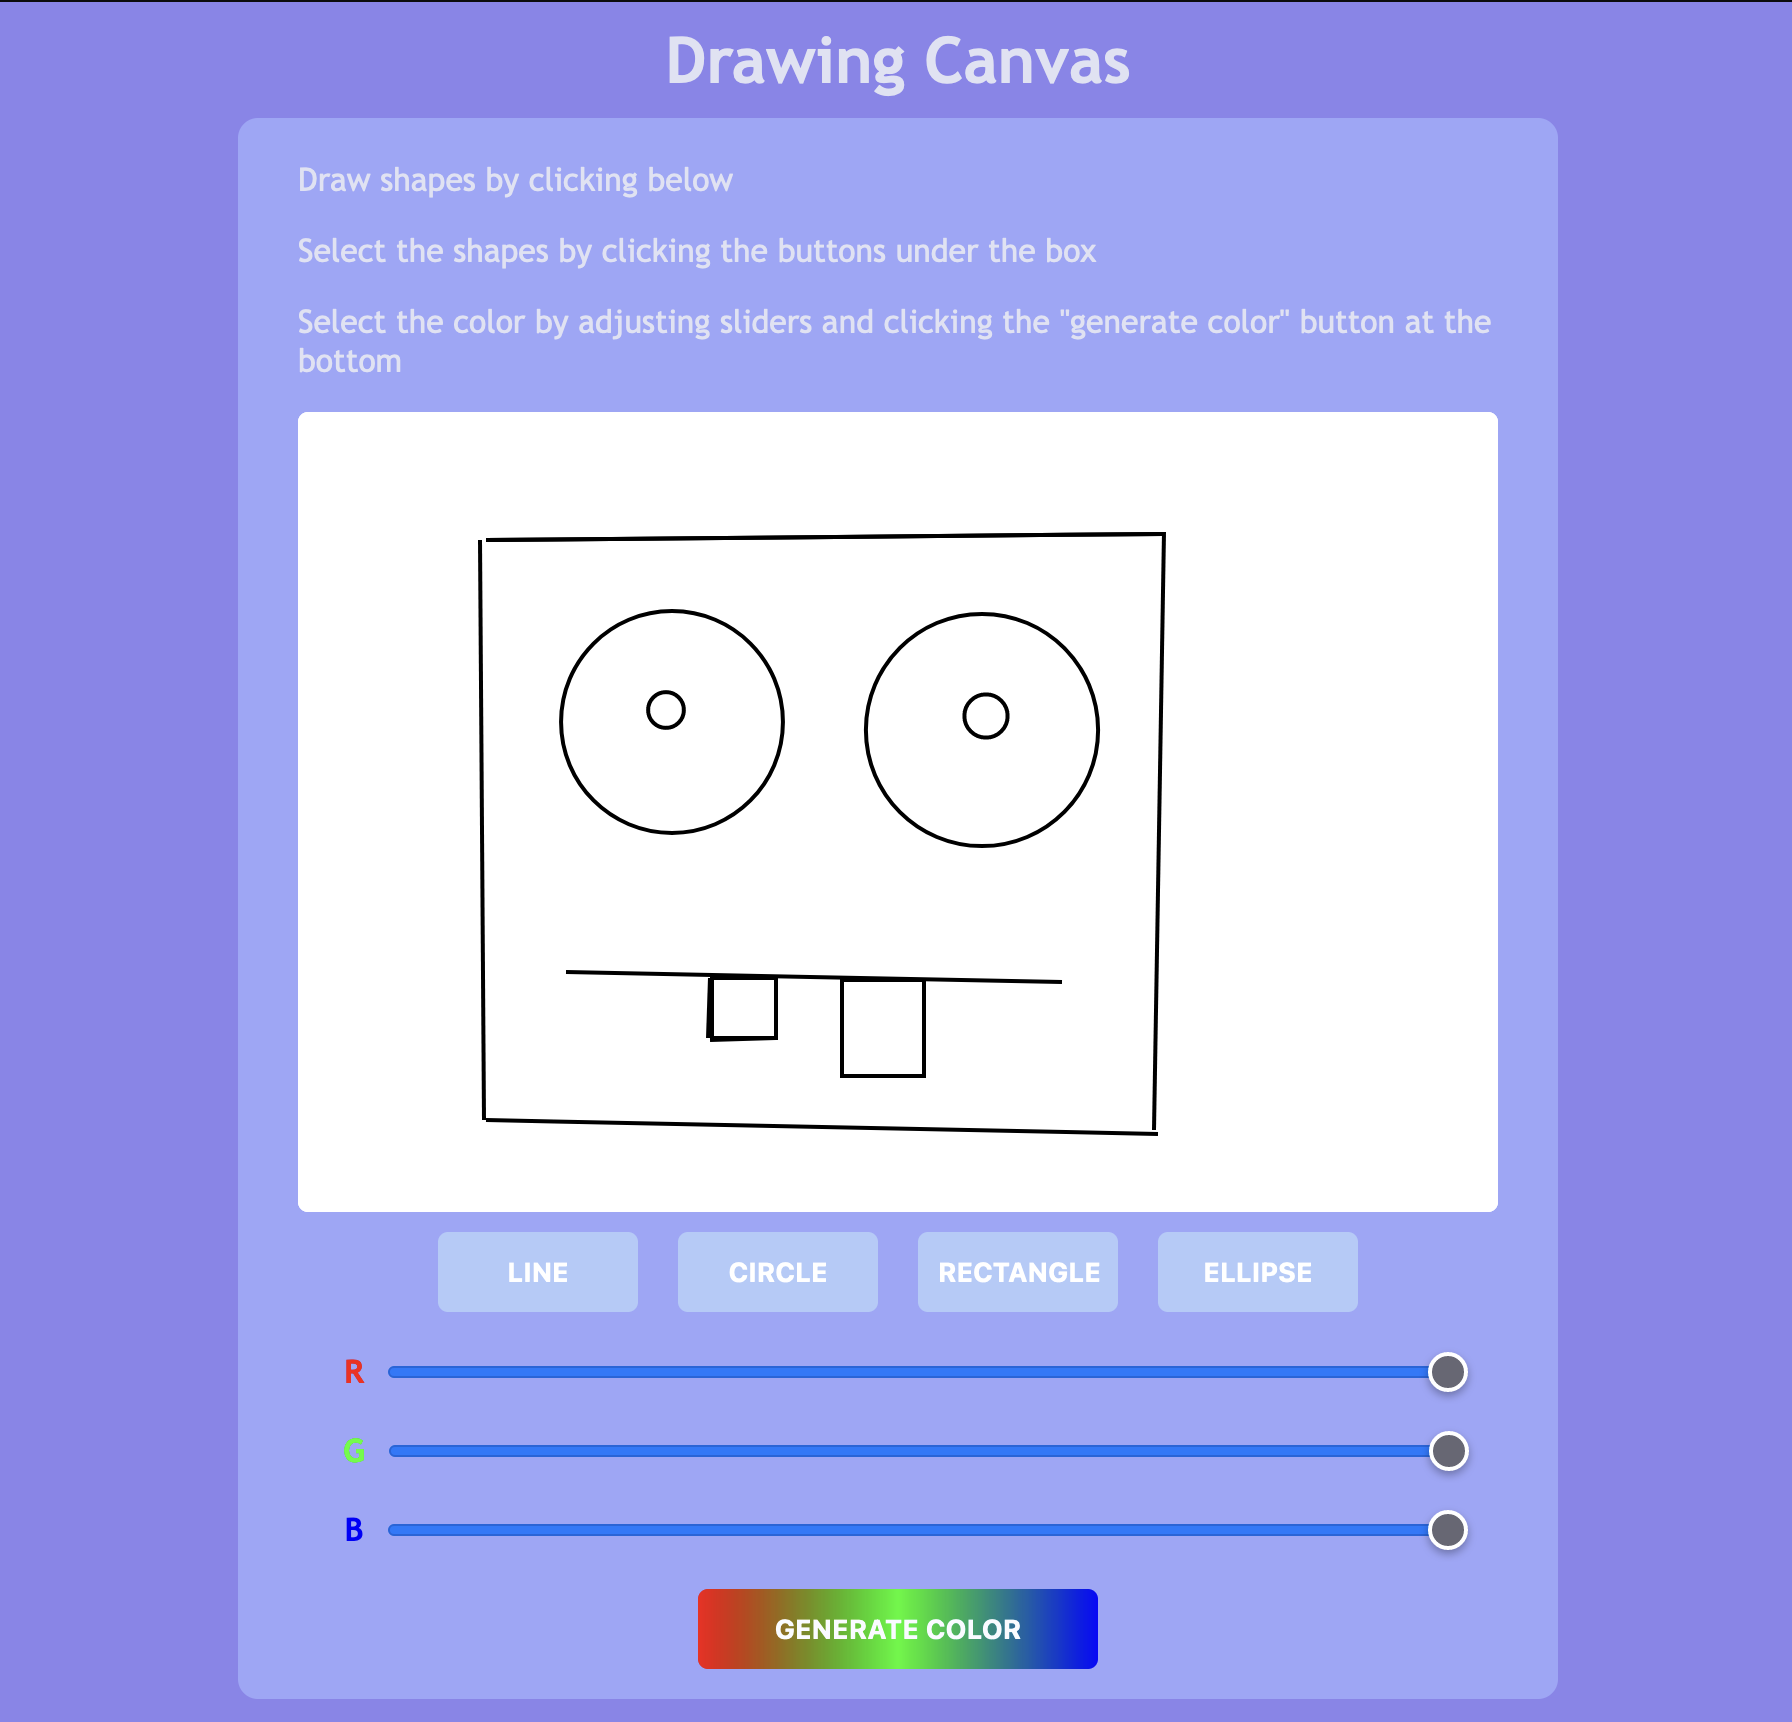 Drawing Canvas
Draw shapes by clicking below
Select the shapes by clicking the buttons under the box
Select the color by adjusting sliders and clicking the "generate color" button at the
bottom
LINE
CIRCLE
RECTANGLE
ELLIPSE
R
G
B
GENERATE COLOR